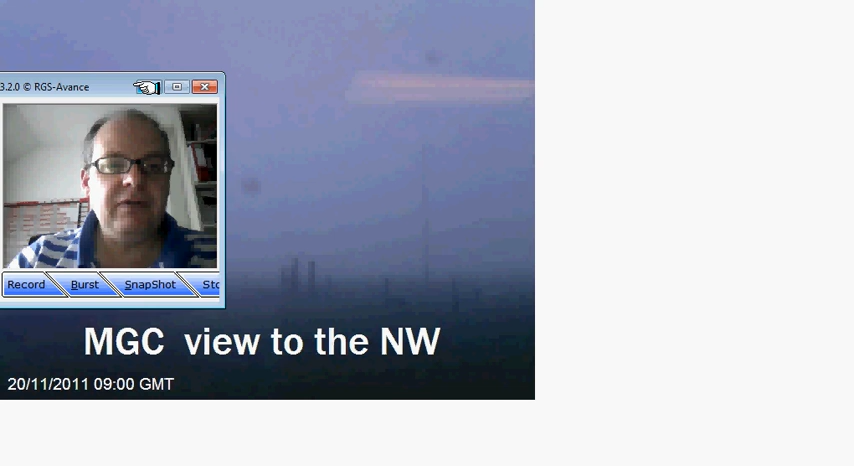 3.2.0 © RGS-Avance
Record Burst SnapShot Sto
MGC view to the NW
20/11/2011 09:00 GMT